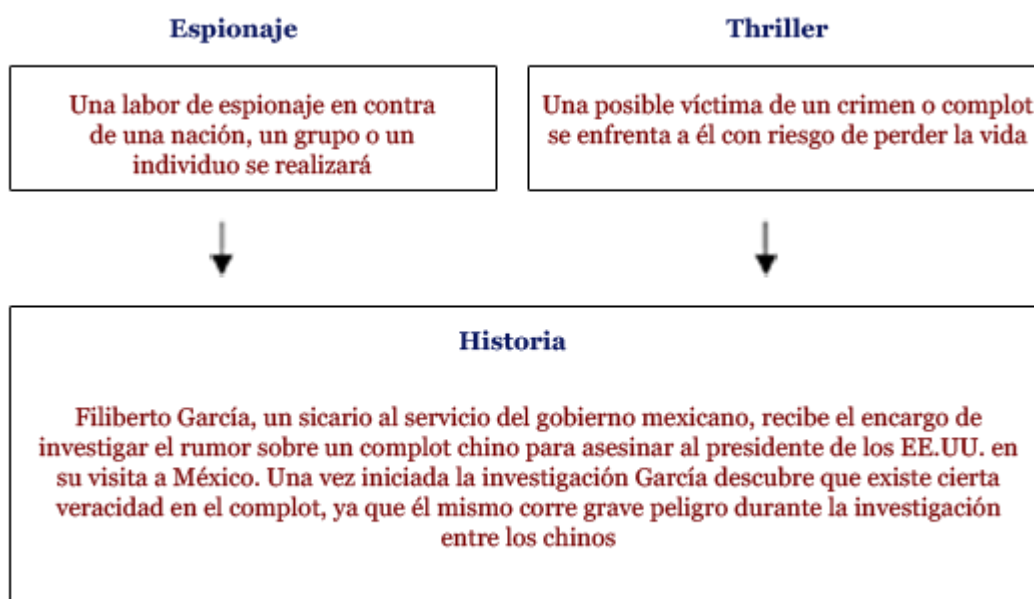 Espionaje
Una labor de espionaje en contra
de una nación, un grupo o un
individuo se realizará
Thriller
Una posible víctima de un crimen o complot
se enfrenta a él con riesgo de perder la vida
Historia
Filiberto García, un sicario al servicio del gobierno mexicano, recibe el encargo de
investigar el rumor sobre un complot chino para asesinar al presidente de los EE.UU. en
su visita a México. Una vez iniciada la investigación García descubre que existe cierta
veracidad en el complot, ya que él mismo corre grave peligro durante la investigación
entre los chinos